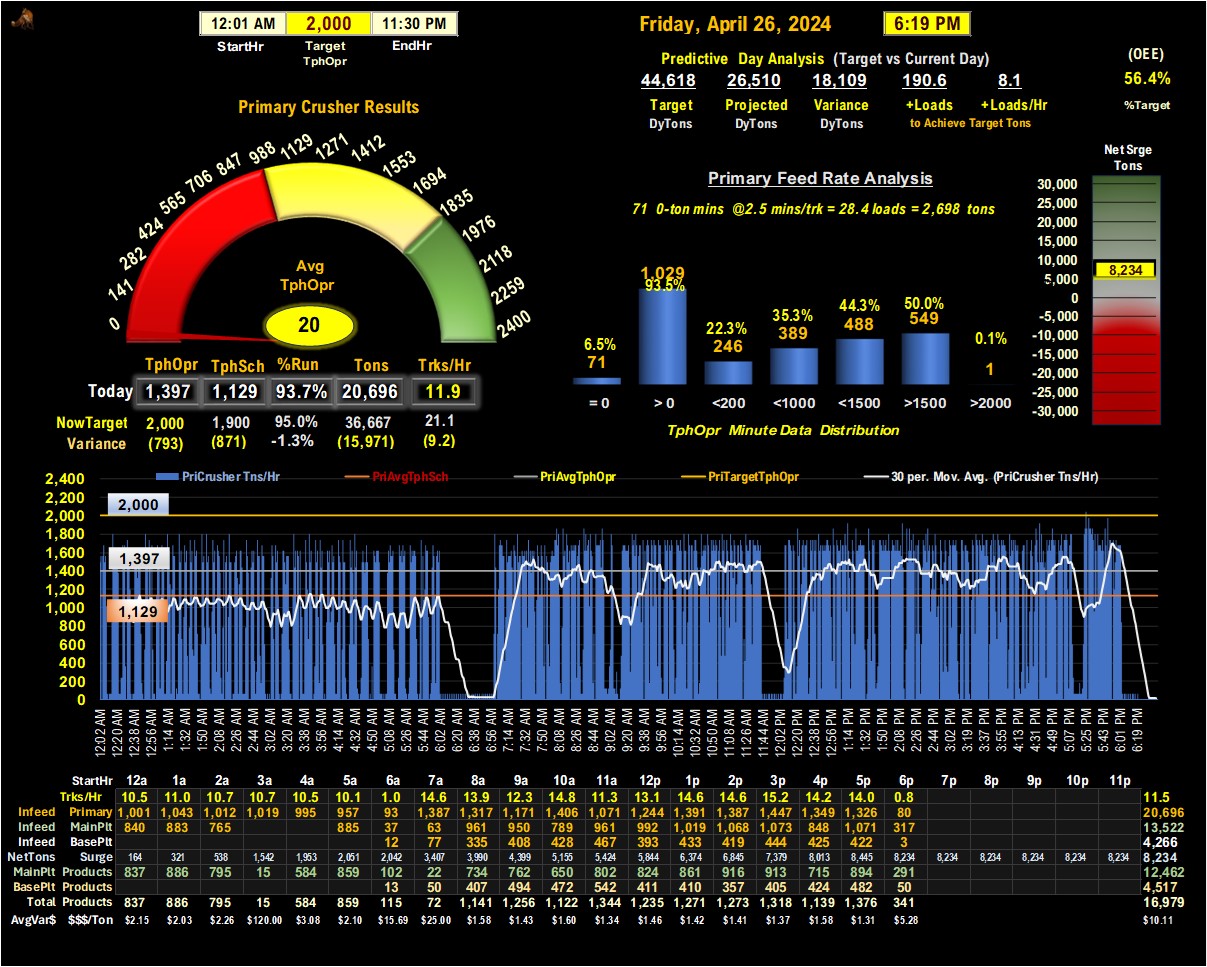 12:01 AM 2,000 11:30 PM
StartHr Target TphOpr EndHr
Friday, April 26, 2024 6:19 PM
Predictive Day Analysis (Target vs Current Day)
44,618 26,510 18,109 190.6 8.1
Target Projected Variance +Loads +Loads/Hr
DyTons DyTons DyTons to Achieve Target Tons
(OEE)
56.4%
%Target
Primary Crusher Results
0 141 282 424 565 706 847 988 1129 1271 1412 1553 1694 1835 1976 2118 2259 2400
Avg
TphOpr
20
TphOpr TphSch %Run Tons Trks/Hr
Today 1,397 1,129 93.7% 20,696 11.9
NowTarget 2,000 1,900 95.0% 36,667 21.1
Variance (793) (871) -1.3% (15,971) (9.2)
Primary Feed Rate Analysis
71 0-ton mins @2.5 mins/trk = 28.4 loads = 2,698 tons
6.5% 93.5% 22.3% 35.3% 44.3% 50.0% 0.1%
71 1,029 246 389 488 549 1
= 0 > 0 <200 <1000 <1500 >1500 >2000
TphOpr Minute Data Distribution
Net Srge
Tons
30,000
25,000
20,000
15,000
10,000
8,234
5,000
0
-5,000
-10,000
-15,000
-20,000
-25,000
-30,000
PriCrusher Tns/Hr PriAvgTphSch PriAvgTphOpr PriTargetTphOpr 30 per. Mov. Avg. (PriCrusher Tns/Hr)
2,400
2,200
2,000
1,800
1,600
1,400
1,200
1,000
800
600
400
200
0
2,000
1,397
1,129
12:02 AM 12:20 AM 12:38 AM 12:56 AM 1:14 AM 1:32 AM 1:50 AM 2:08 AM 2:26 AM 2:44 AM 3:02 AM 3:20 AM 3:38 AM 3:56 AM 4:14 AM 4:32 AM 4:50 AM 5:08 AM 5:26 AM 5:44 AM 6:02 AM 6:20 AM 6:38 AM 6:56 AM 7:14 AM 7:32 AM 7:50 AM 8:08 AM 8:26 AM 8:44 AM 9:02 AM 9:20 AM 9:38 AM 9:56 AM 10:14 AM 10:32 AM 10:50 AM 11:08 AM 11:26 AM 11:44 AM 12:02 PM 12:20 PM 12:38 PM 12:56 PM 1:14 PM 1:32 PM 1:50 PM 2:08 PM 2:26 PM 2:44 PM 3:01 PM 3:19 PM 3:37 PM 3:55 PM 4:13 PM 4:31 PM 4:49 PM 5:07 PM 5:25 PM 5:43 PM 6:01 PM 6:19 PM
StartHr 12a 1a 2a 3a 4a 5a 6a 7a 8a 9a 10a 11a 12p 1p 2p 3p 4p 5p 6p 7p 8p 9p 10p 11p
Trks/Hr 10.5 11.0 10.7 10.7 10.5 10.1 1.0 14.6 13.9 12.3 14.8 11.3 13.1 14.6 14.6 15.2 14.2 14.0 0.8 11.5
Infeed Primary 1,001 1,043 1,012 1,019 995 957 93 1,387 1,317 1,171 1,406 1,071 1,244 1,391 1,387 1,447 1,349 1,326 80 20,696
Infeed MainPlt 840 883 765 885 37 63 961 950 789 961 992 1,019 1,068 1,073 848 1,071 317 13,522
Infeed BasePlt 12 77 335 408 428 467 393 433 419 447 425 422 3 4,266
NetTons Surge 164 321 538 1,542 1,953 2,051 2,042 3,407 3,990 4,399 5,155 5,424 5,844 6,374 6,845 7,379 8,013 8,445 8,234 8,234 8,234 8,234 8,234 8,234 8,234
MainPlt Products 837 886 795 15 584 859 102 22 734 762 650 802 824 861 916 913 715 894 291 12,462
BasePlt Products 13 50 407 494 472 542 411 410 357 405 424 482 50 4,517
Total Products 837 886 795 15 584 859 115 72 1,141 1,256 1,122 1,344 1,235 1,271 1,273 1,318 1,139 1,376 341 16,979
AvgVar$ $$$/Ton $2.15 $2.03 $2.26 $120.00 $3.08 $2.10 $15.69 $25.00 $1.58 $1.43 $1.60 $1.34 $1.46 $1.42 $1.41 $1.37 $1.58 $1.31 $5.28 $10.11